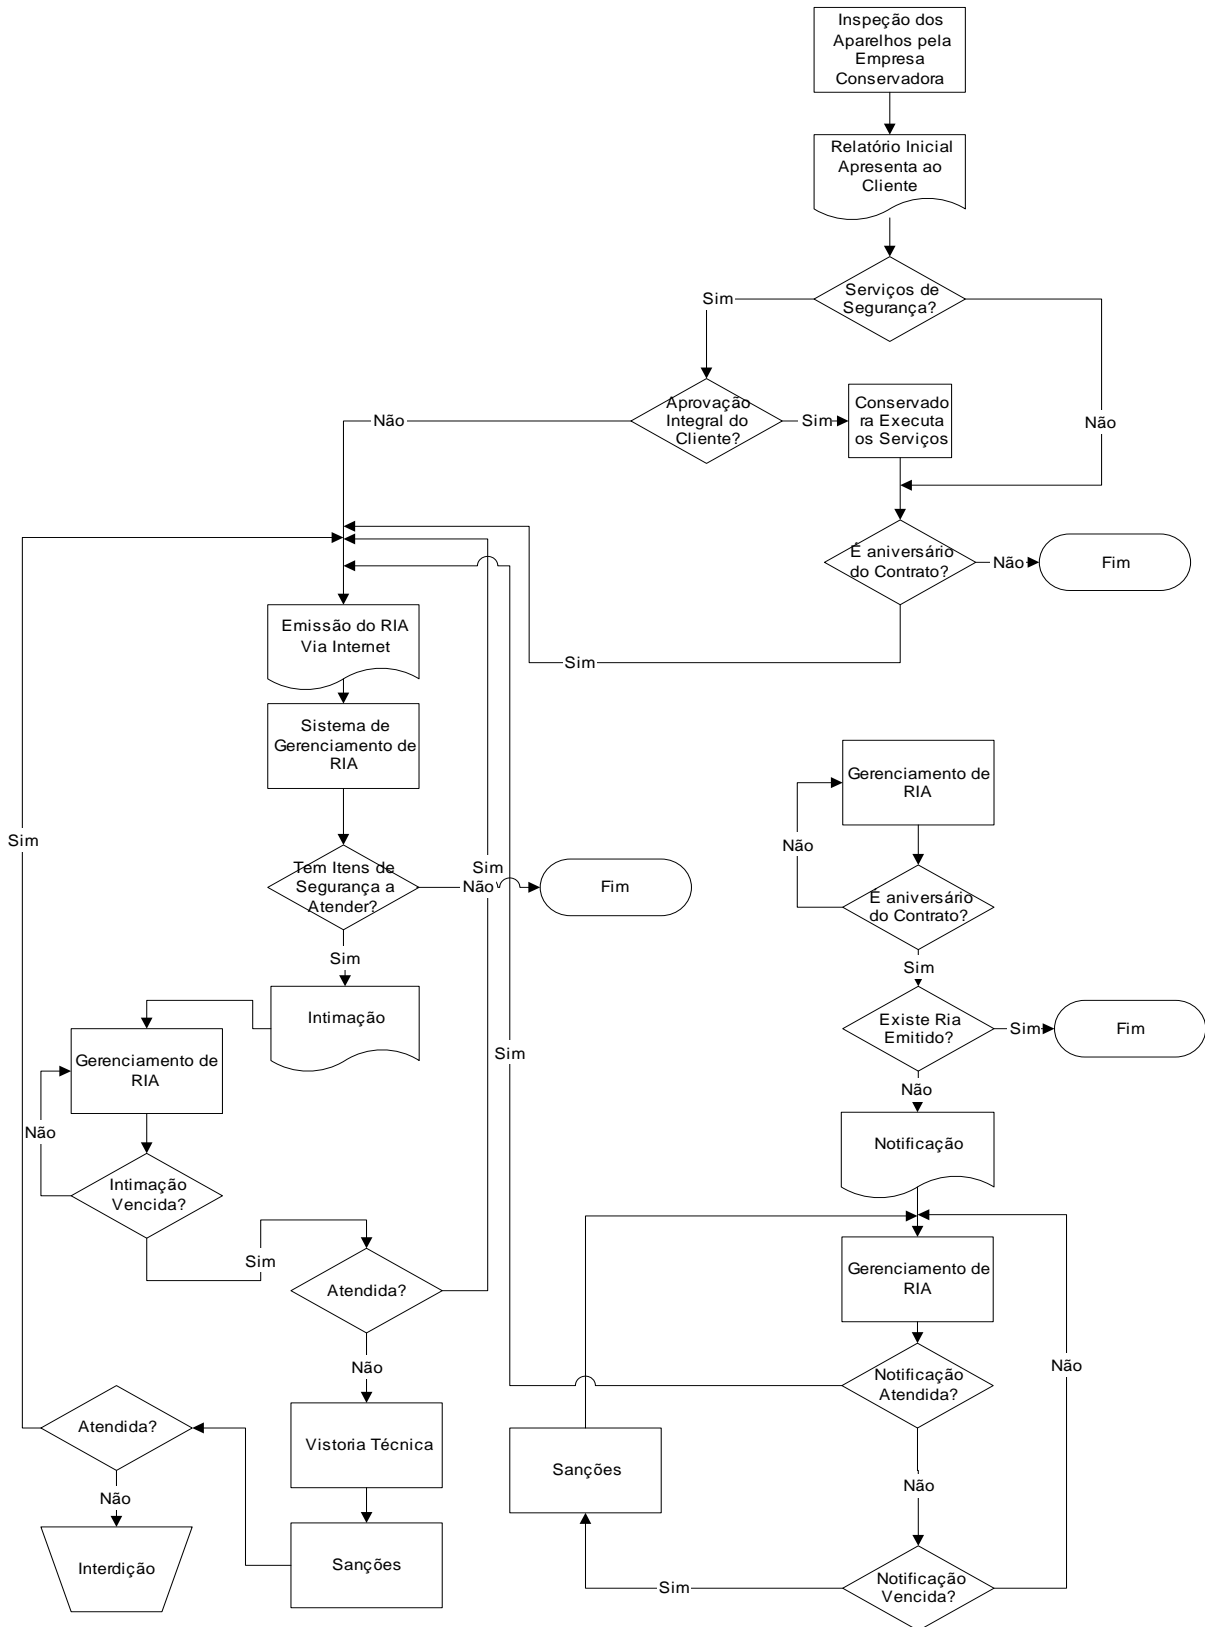 Inspeção dos
Aparelhos pela
Empresa
Conservadora
Relatório Inicial
Apresenta ao
Cliente
Serviços de
Segurança?
Sim
Não
Aprovação
Integral do
Cliente?
Não
Sim
Conservado
ra Executa
os Serviços
É aniversário
do Contrato?
Não
Fim
Sim
Emissão do RIA
Via Internet
Sistema de
Gerenciamento de
RIA
Tem Itens de
Segurança a
Atender?
Sim
Não
Fim
Sim
Intimação
Gerenciamento de
RIA
Não
Intimação
Vencida?
Sim
Atendida?
Não
Vistoria Técnica
Sanções
Atendida?
Sim
Não
Interdição
Gerenciamento de
RIA
Não
É aniversário
do Contrato?
Sim
Existe Ria
Emitido?
Sim
Fim
Não
Notificação
Gerenciamento de
RIA
Notificação
Atendida?
Sim
Não
Notificação
Vencida?
Não
Sim
Sanções